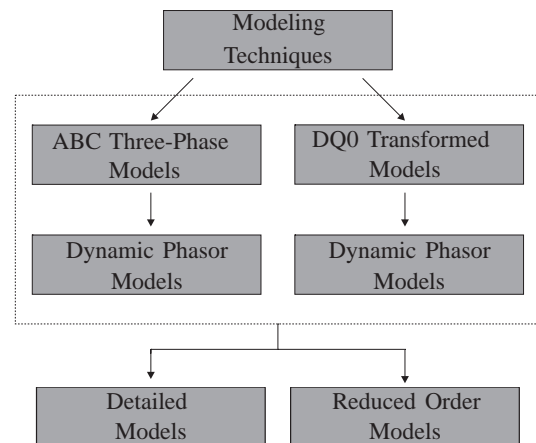 Modeling
Techniques
ABC Three-Phase
Models
DQ0 Transformed
Models
Dynamic Phasor
Models
Dynamic Phasor
Models
Detailed
Models
Reduced Order
Models